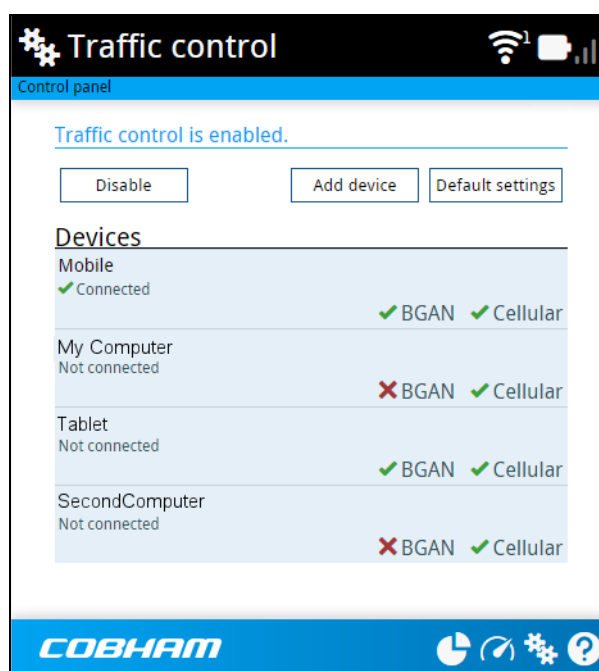 Traffic control
1
Control panel
Traffic control is enabled.
Disable Add device Default settings
Devices
Mobile
Connected
BGAN Cellular
My Computer
Not connected
BGAN Cellular
Tablet
Not connected
BGAN Cellular
SecondComputer
Not connected
BGAN Cellular
COBHAM ?